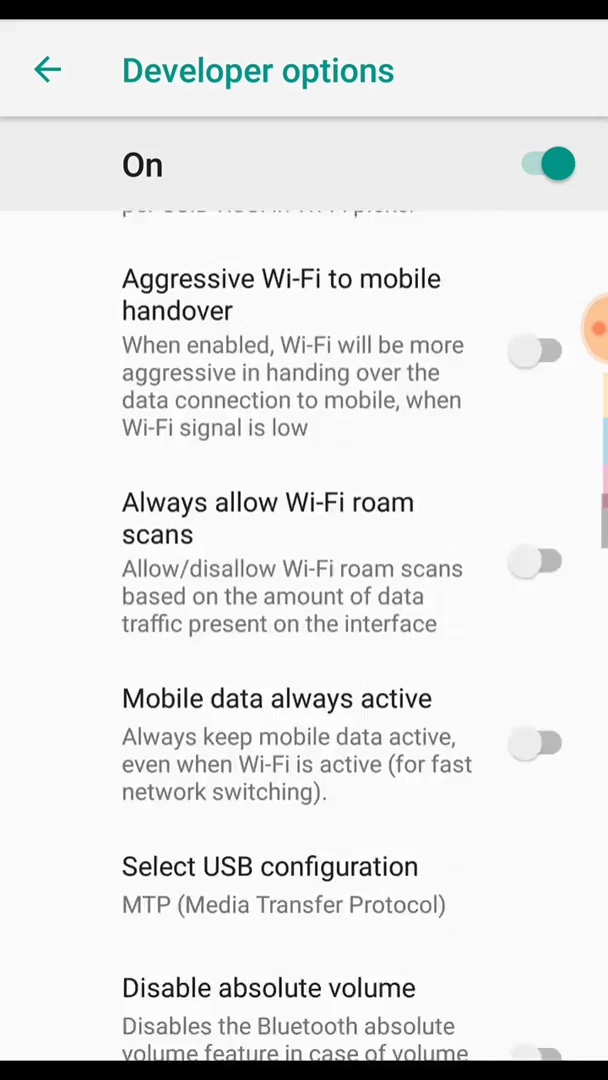 Developer options
On
Aggressive Wi-Fi to mobile
handover
When enabled, Wi-Fi will be more
aggressive in handing over the
data connection to mobile, when
Wi-Fi signal is low
Always allow Wi-Fi roam
scans
Allow/disallow Wi-Fi roam scans
based on the amount of data
traffic present on the interface
Mobile data always active
Always keep mobile data active,
even when Wi-Fi is active (for fast
network switching).
Select USB configuration
MTP (Media Transfer Protocol)
Disable absolute volume
Disables the Bluetooth absolute
volume feature in case of volume